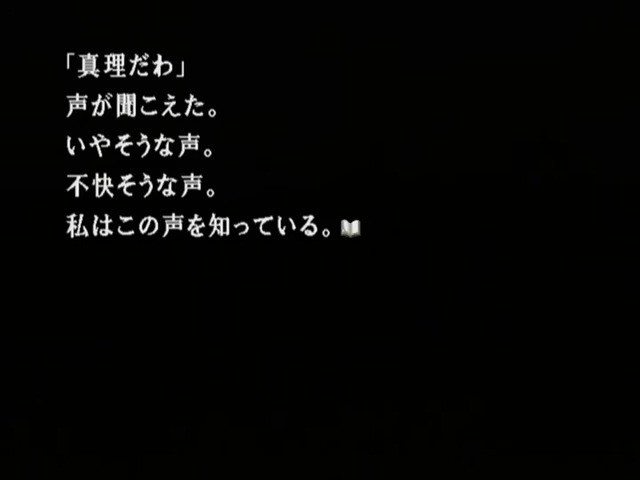 「真理だわ」
声が聞こえた。
いやそうな声。
不快そうな声。
私はこの声を知っている。